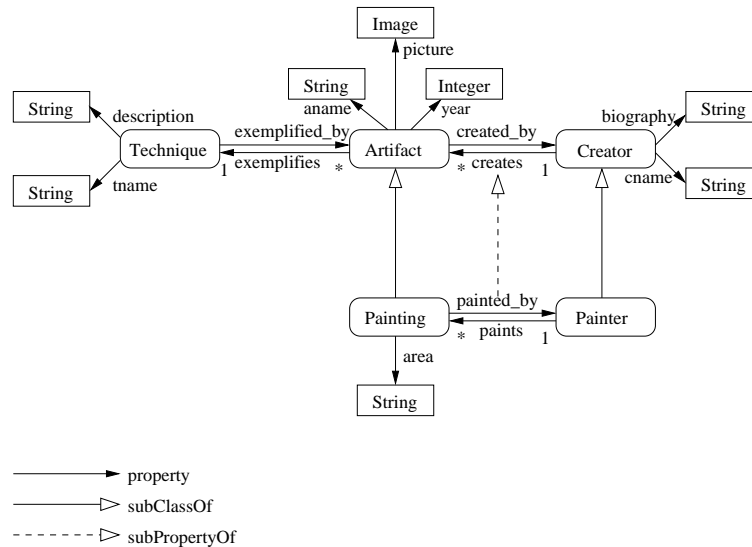 Image
picture
String
Integer
aname
year
String
description
exemplified_by
created_by
biography
String
Technique
Artifact
Creator
1
exemplifies
*
*
creates
1
tname
cname
String
String
painted_by
Painting
Painter
*
paints
1
area
String
property
subClassOf
subPropertyOf